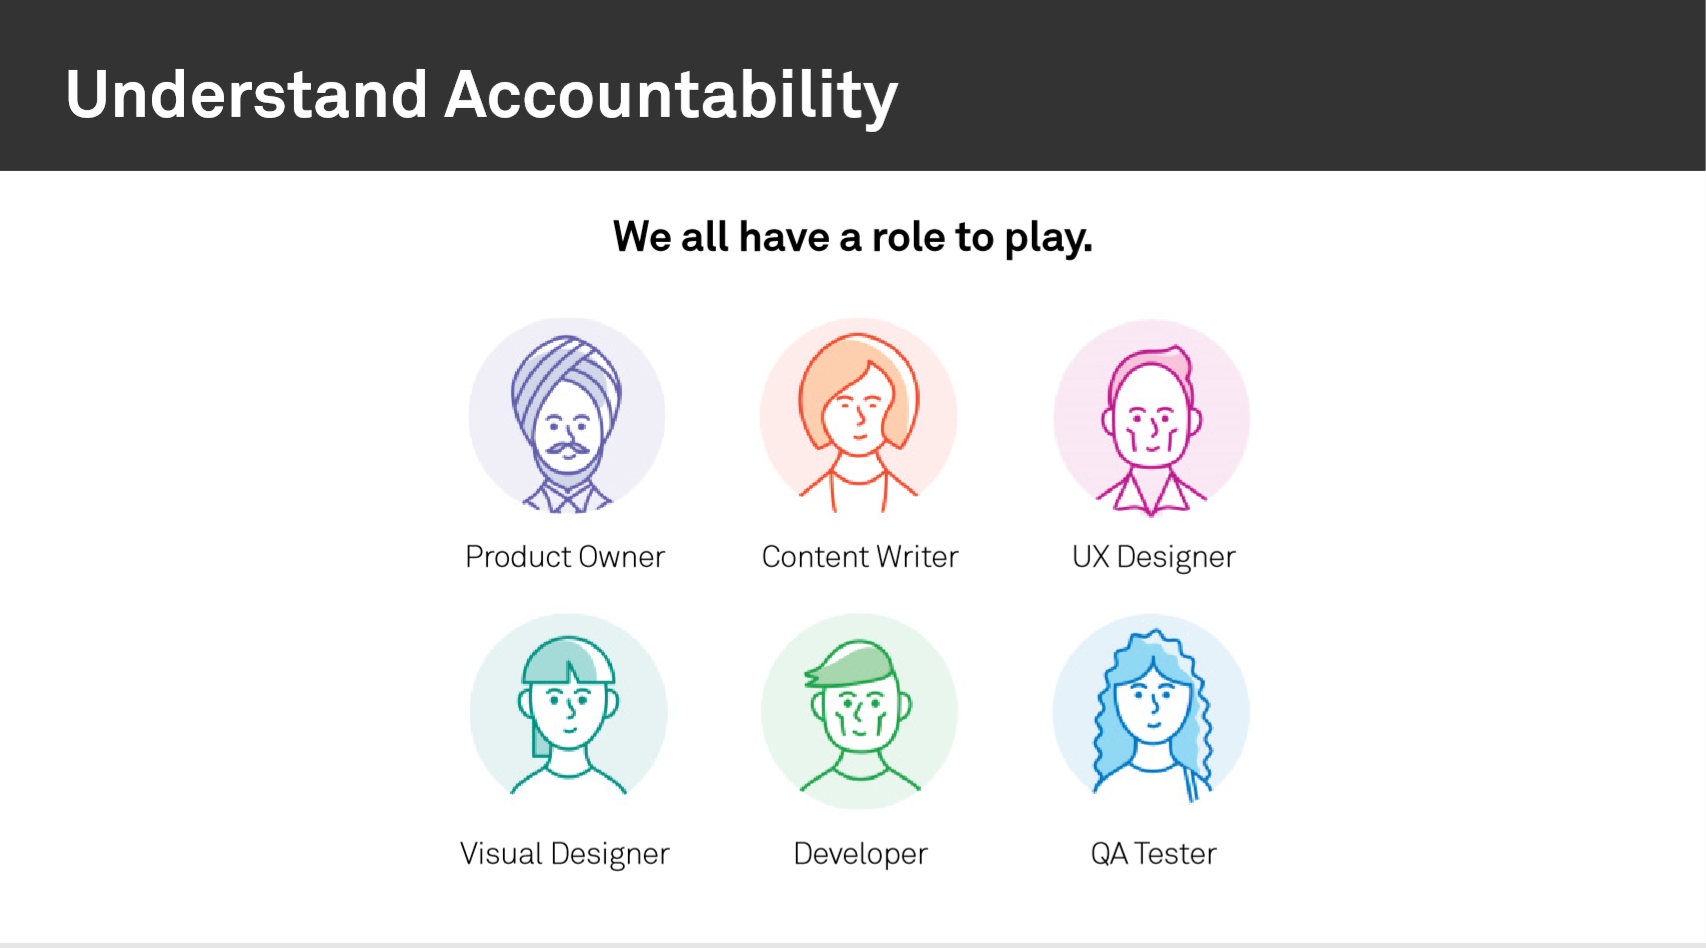 Understand Accountability
We all have a role to play.
Product Owner
Content Writer
UX Designer
Visual Designer
Developer
QA Tester